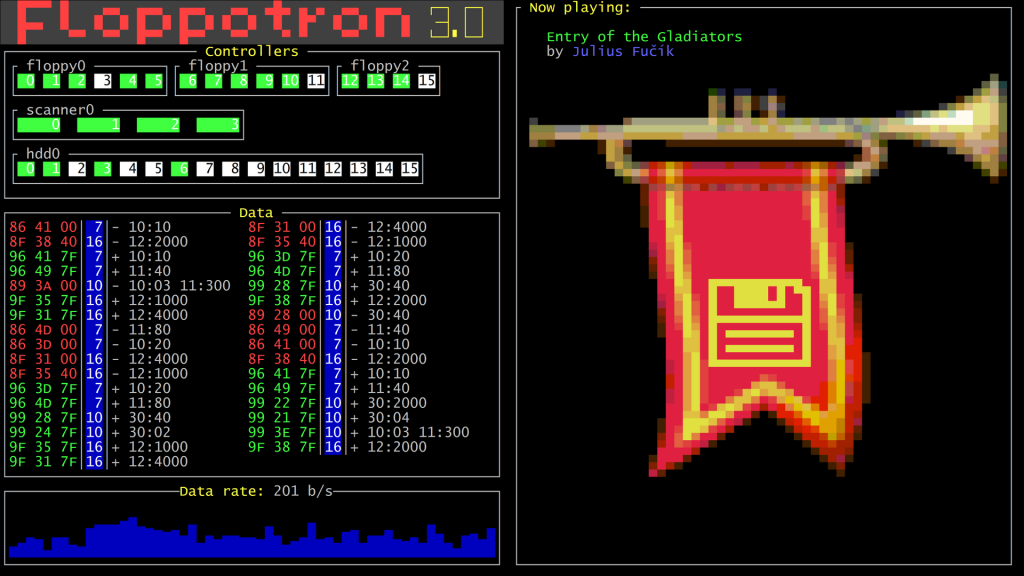 Floppotron 3.0
Controllers
floppy0 floppy1 floppy2
0 1 2 3 4 5 6 7 8 9 10 11 12 13 14 15
scanner0
0 1 2 3
hdd0
0 1 2 3 4 5 6 7 8 9 10 11 12 13 14 15
Data
86 41 00 | 7 | - 10:10 8F 31 00 |16| - 12:4000
8F 38 40 |16| - 12:2000 8F 35 40 |16| - 12:1000
96 41 7F | 7 | + 10:10 96 3D 7F | 7 | + 10:20
96 49 7F | 7 | + 11:40 96 4D 7F | 7 | + 11:80
89 3A 00 |10| - 10:03 11:300 99 28 7F |10| + 30:40
9F 35 7F |16| + 12:1000 9F 38 7F |16| + 12:2000
9F 31 7F |16| + 12:4000 89 28 00 |10| - 30:40
86 4D 00 | 7 | - 11:80 86 49 00 | 7 | - 11:40
86 3D 00 | 7 | - 10:20 86 41 00 | 7 | - 10:10
8F 31 00 |16| - 12:4000 8F 38 40 |16| - 12:2000
8F 35 40 |16| - 12:1000 96 41 7F | 7 | + 10:10
96 3D 7F | 7 | + 10:20 96 49 7F | 7 | + 11:40
96 4D 7F | 7 | + 11:80 99 22 7F |10| + 30:2000
99 28 7F |10| + 30:40 99 21 7F |10| + 30:04
99 24 7F |10| + 30:02 99 3E 7F |10| + 10:03 11:300
9F 35 7F |16| + 12:1000 9F 38 7F |16| + 12:2000
9F 31 7F |16| + 12:4000
Data rate: 201 b/s
Now playing:
Entry of the Gladiators
by Julius Fučík